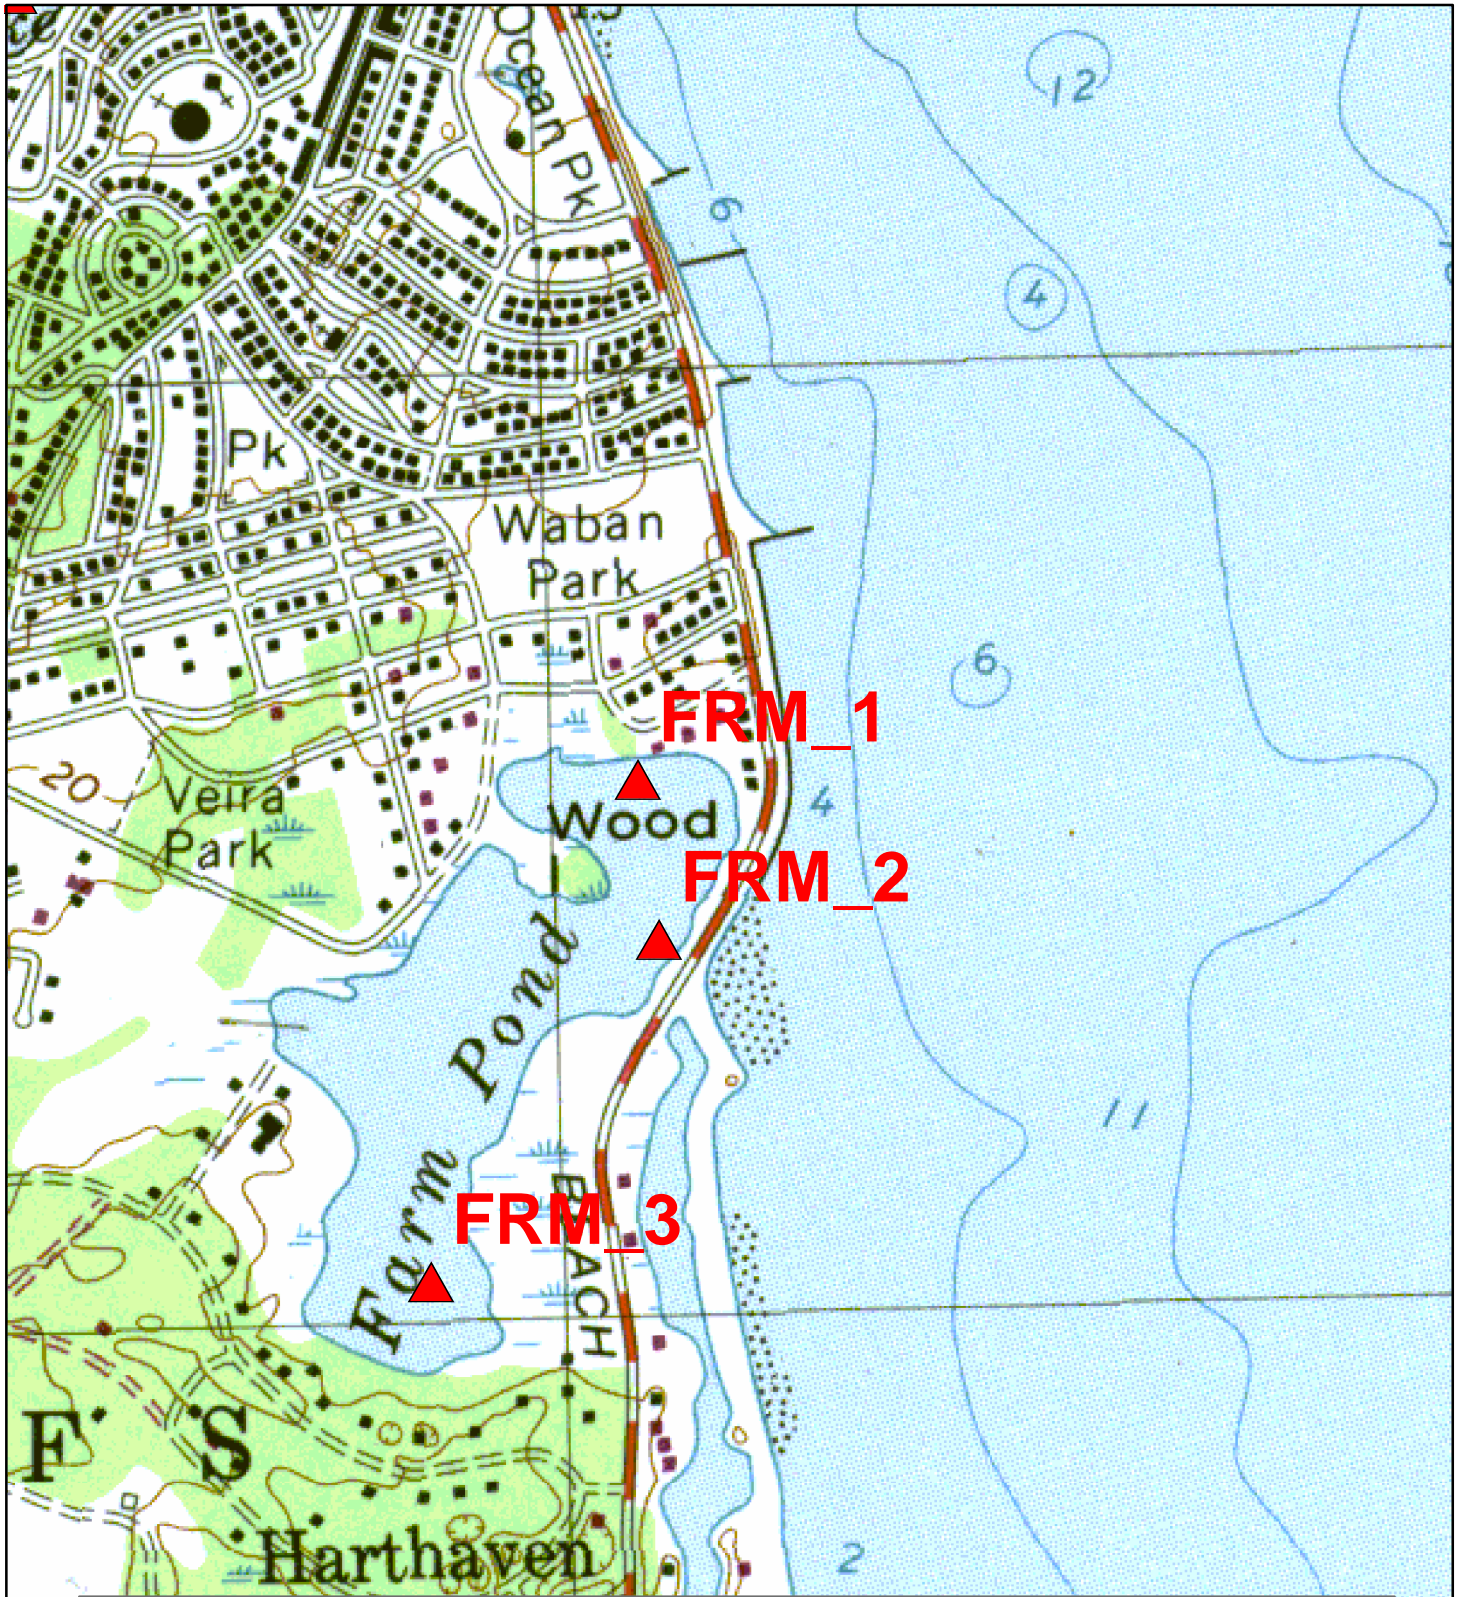 Ocean Pk
12
6
4
Pk
Waban
Park
6
FRM_1
20
Veira
Park
Wood
I
4
FRM_2
Farm Pond
11
BEACH
FRM_3
F S
Harthaven
2